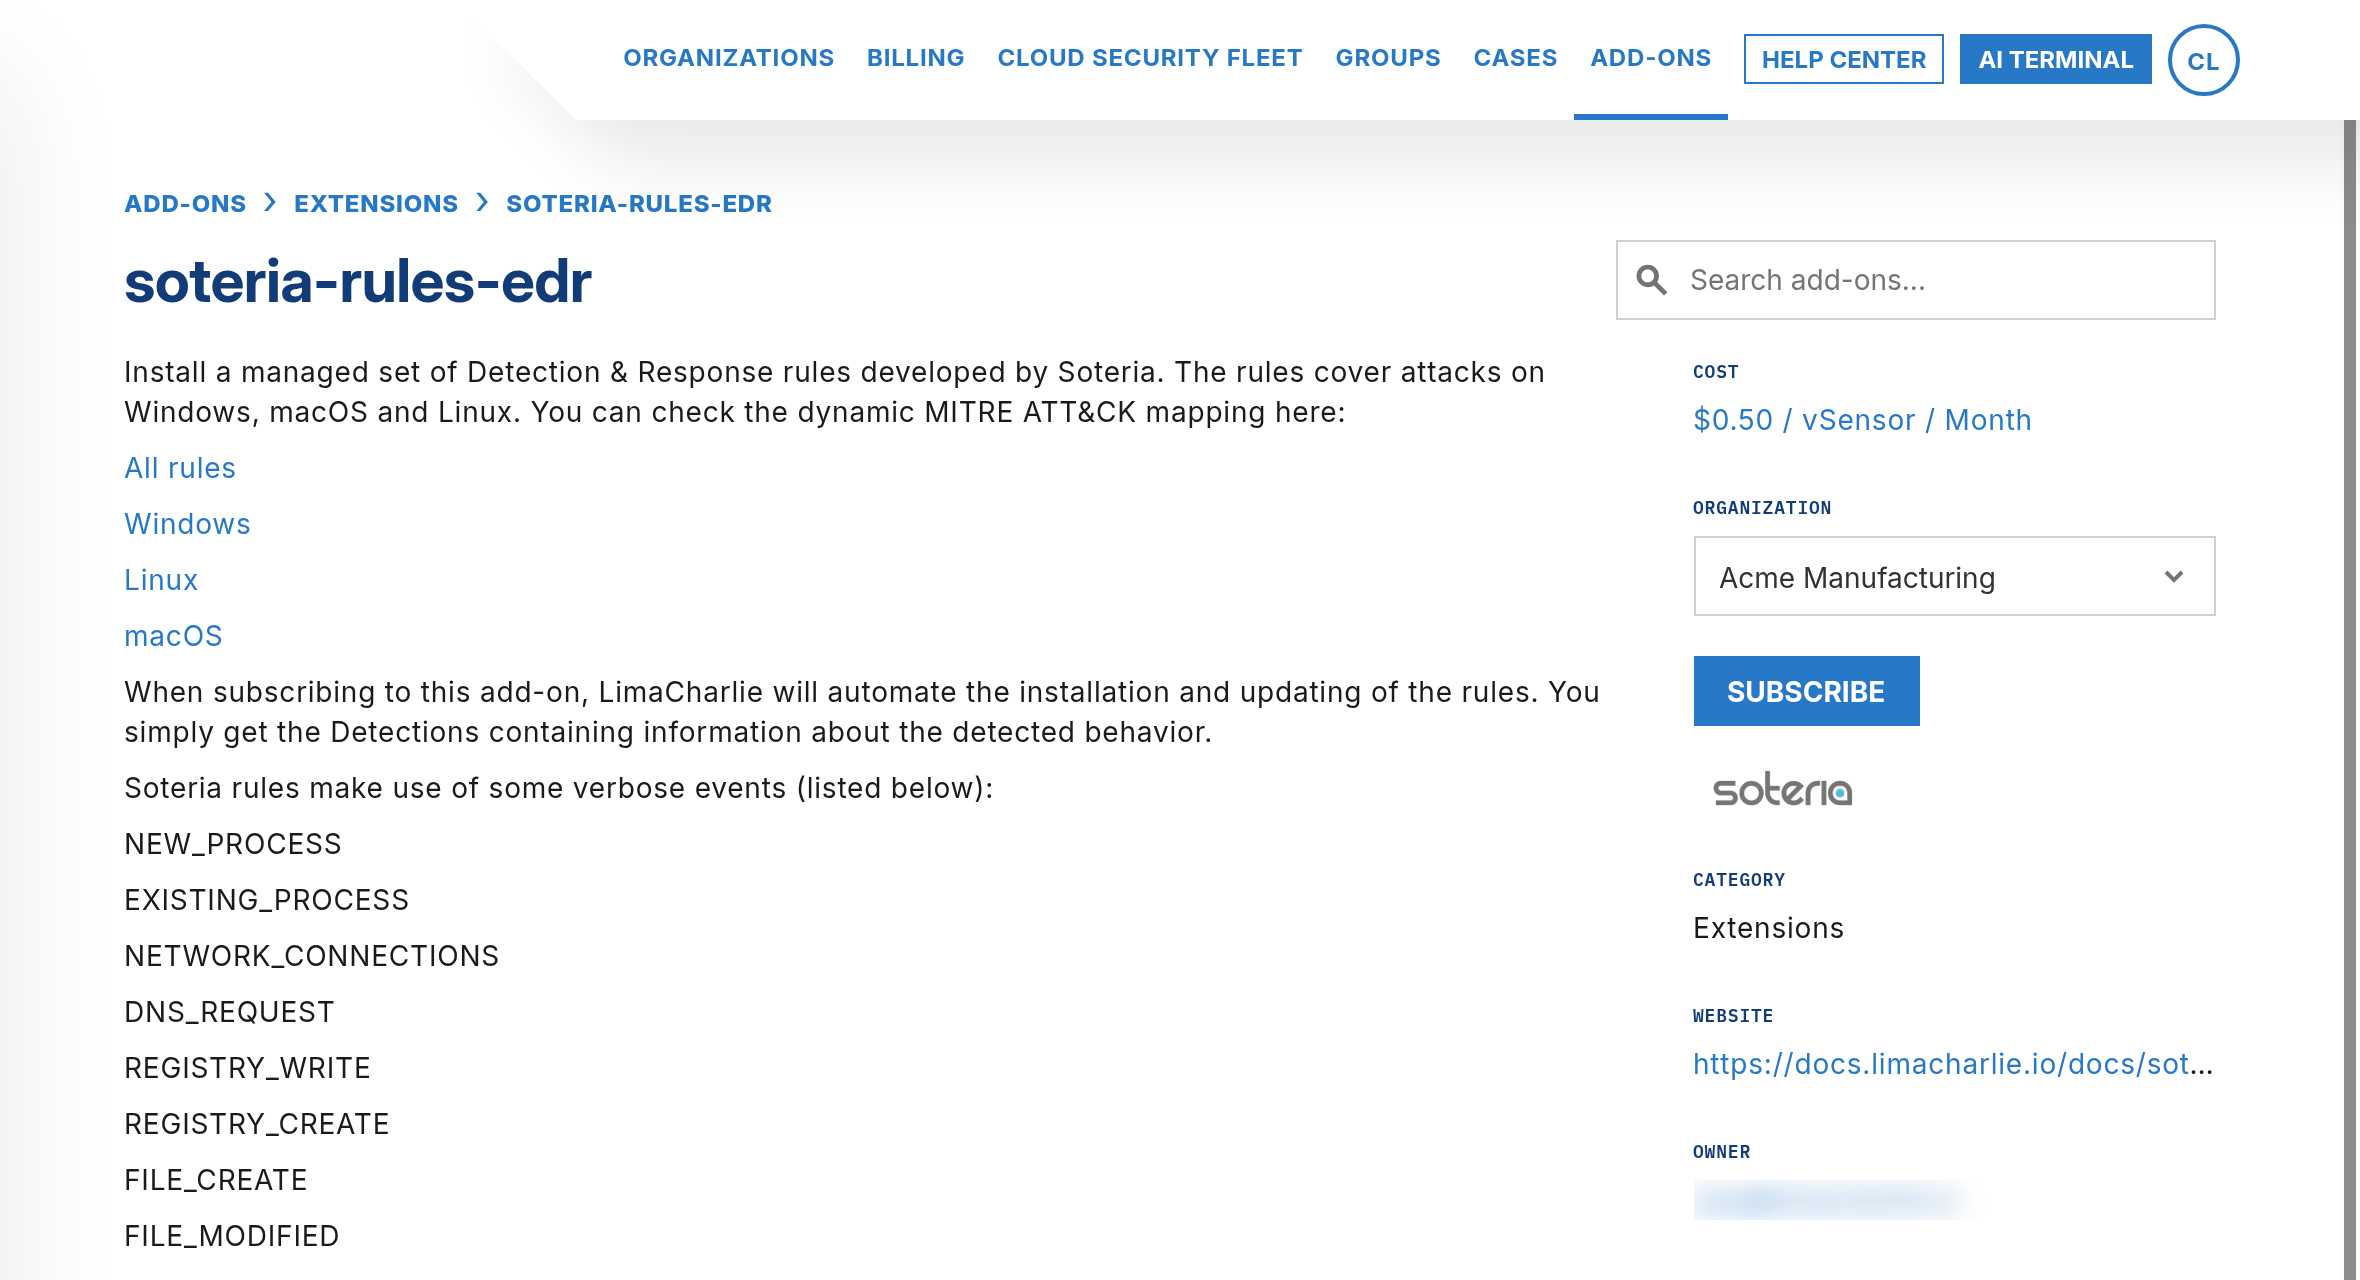 ORGANIZATIONS BILLING CLOUD SECURITY FLEET GROUPS CASES ADD-ONS HELP CENTER AI TERMINAL CL
ADD-ONS > EXTENSIONS > SOTERIA-RULES-EDR
soteria-rules-edr
Search add-ons...
Install a managed set of Detection & Response rules developed by Soteria. The rules cover attacks on
Windows, macOS and Linux. You can check the dynamic MITRE ATT&CK mapping here:
All rules
Windows
Linux
macOS
When subscribing to this add-on, LimaCharlie will automate the installation and updating of the rules. You
simply get the Detections containing information about the detected behavior.
Soteria rules make use of some verbose events (listed below):
NEW_PROCESS
EXISTING_PROCESS
NETWORK_CONNECTIONS
DNS_REQUEST
REGISTRY_WRITE
REGISTRY_CREATE
FILE_CREATE
FILE_MODIFIED
COST
$0.50 / vSensor / Month
ORGANIZATION
Acme Manufacturing
SUBSCRIBE
soteria
CATEGORY
Extensions
WEBSITE
https://docs.limacharlie.io/docs/sot...
OWNER